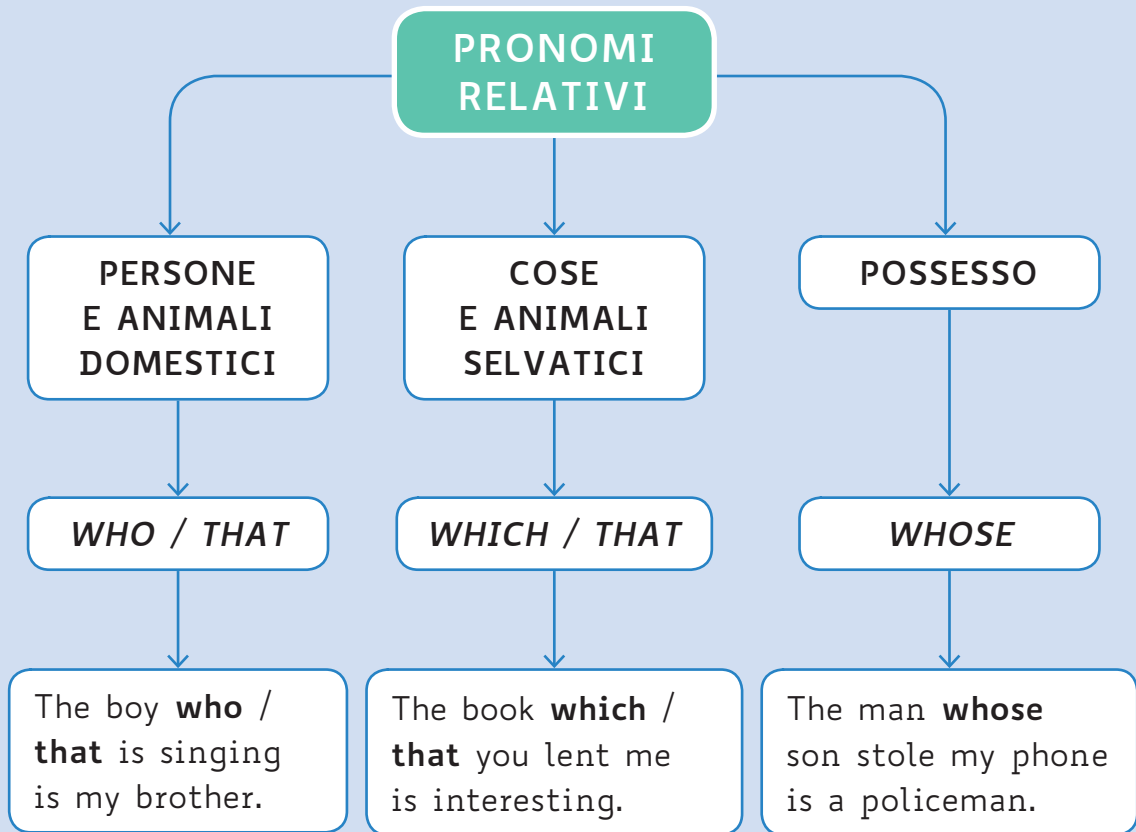 PRONOMI
RELATIVI
PERSONE
E ANIMALI
DOMESTICI
COSE
E ANIMALI
SELVATICI
POSSESSO
WHO / THAT
WHICH / THAT
WHOSE
The boy who /
that is singing
is my brother.
The book which /
that you lent me
is interesting.
The man whose
son stole my phone
is a policeman.